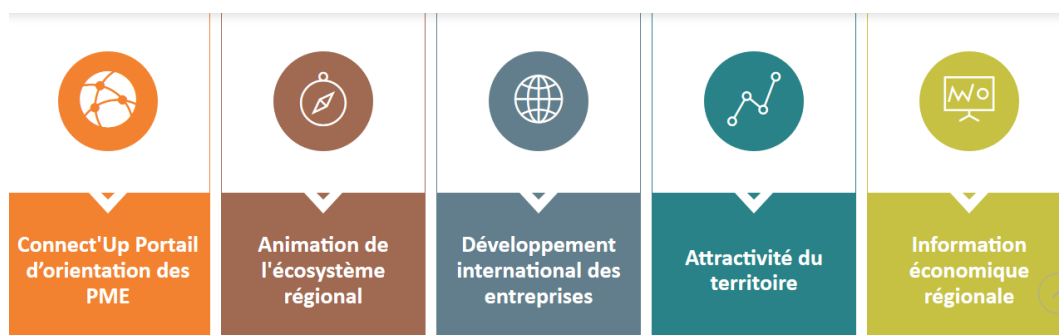 Connect'Up Portail
d’orientation des
PME
Animation de
l'écosystème
régional
Développement
international des
entreprises
Attractivité du
territoire
Information
économique
régionale